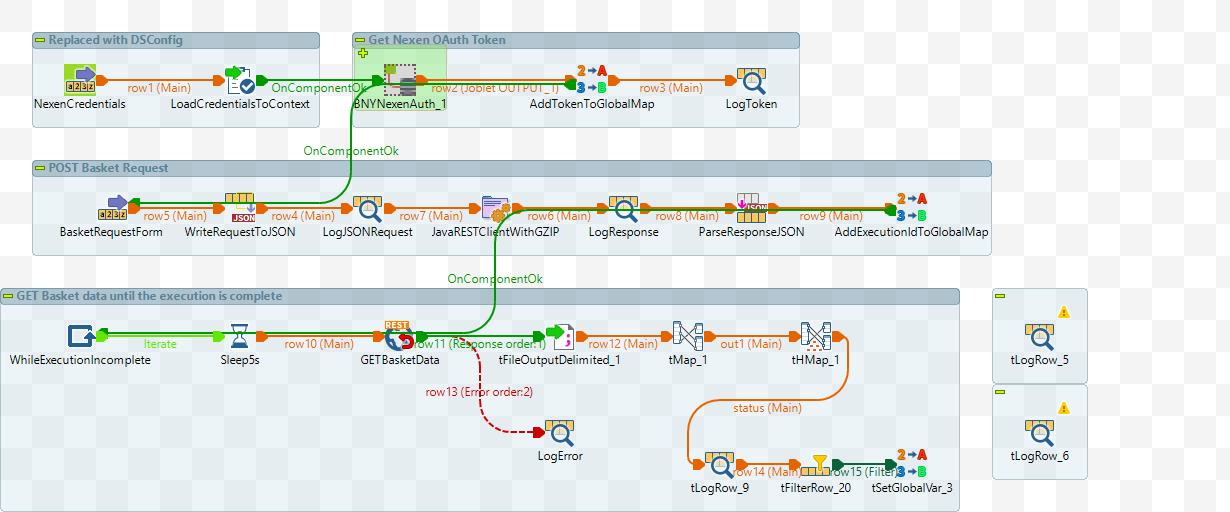 Replaced with DSConfig
Get Nexen OAuth Token
NexenCredentials
row1 (Main)
LoadCredentialsToContext
OnComponentOk
BNYNexenAuth_1
row2 (Joblet OUTPUT_1)
AddTokenToGlobalMap
row3 (Main)
LogToken
OnComponentOk
POST Basket Request
BasketRequestForm
row5 (Main)
WriteRequestToJSON
JSON
row4 (Main)
LogJSONRequest
row7 (Main)
JavaRESTClientWithGZIP
row6 (Main)
LogResponse
row8 (Main)
ParseResponseJSON
JSON
row9 (Main)
AddExecutionIdToGlobalMap
OnComponentOk
GET Basket data until the execution is complete
WhileExecutionIncomplete
Iterate
Sleep5s
row10 (Main)
REST
GETBasketData
row11 (Response order:1)
tFileOutputDelimited_1
row12 (Main)
tMap_1
out1 (Main)
tHMap_1
tLogRow_5
row13 (Error order:2)
status (Main)
LogError
tLogRow_6
tLogRow_9
row14 (Main)
tFilterRow_20
row15 (Filter)
tSetGlobalVar_3